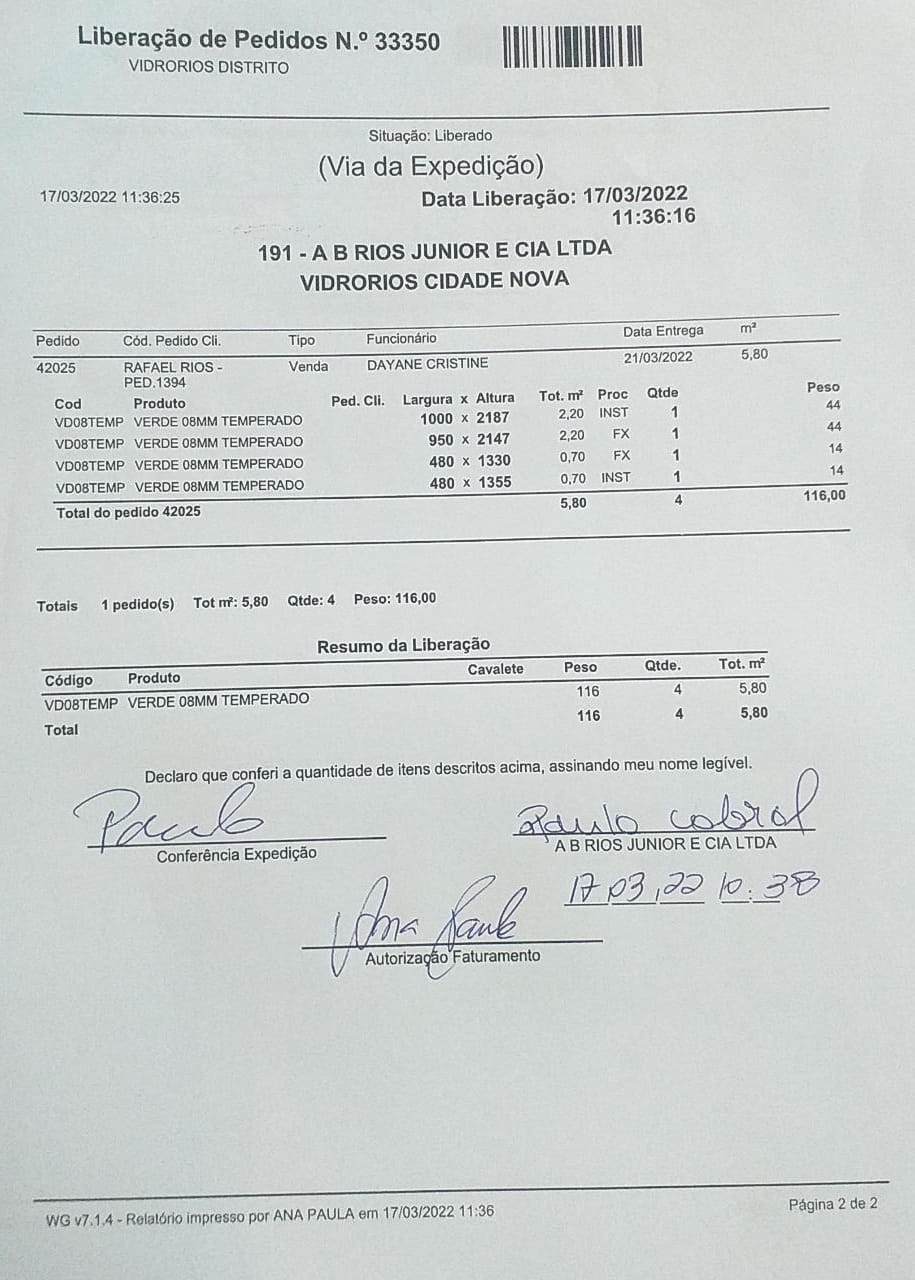 Liberação de Pedidos N.º 33350
VIDRORIOS DISTRITO
Situação: Liberado
(Via da Expedição)
17/03/2022 11:36:25 Data Liberação: 17/03/2022
11:36:16
191 - A B RIOS JUNIOR E CIA LTDA
VIDRORIOS CIDADE NOVA
Pedido Cód. Pedido Cli. Tipo Funcionário Data Entrega m²
42025 RAFAEL RIOS - Venda DAYANE CRISTINE 21/03/2022 5,80
PED.1394
Cod Produto Ped. Cli. Largura x Altura Tot. m² Proc Qtde Peso
VD08TEMP VERDE 08MM TEMPERADO 1000 x 2187 2,20 INST 1 44
VD08TEMP VERDE 08MM TEMPERADO 950 x 2147 2,20 FX 1 44
VD08TEMP VERDE 08MM TEMPERADO 480 x 1330 0,70 FX 1 14
VD08TEMP VERDE 08MM TEMPERADO 480 x 1355 0,70 INST 1 14
Total do pedido 42025 5,80 4 116,00
Totais 1 pedido(s) Tot m²: 5,80 Qtde: 4 Peso: 116,00
Resumo da Liberação
Código Produto Cavalete Peso Qtde. Tot. m²
VD08TEMP VERDE 08MM TEMPERADO 116 4 5,80
Total 116 4 5,80
Declaro que conferi a quantidade de itens descritos acima, assinando meu nome legível.
Paulo Paulo Cabral
Conferência Expedição A B RIOS JUNIOR E CIA LTDA
17,03,22 10:38
Ana Paula
Autorização Faturamento
WG v7.1.4 - Relatório impresso por ANA PAULA em 17/03/2022 11:36 Página 2 de 2